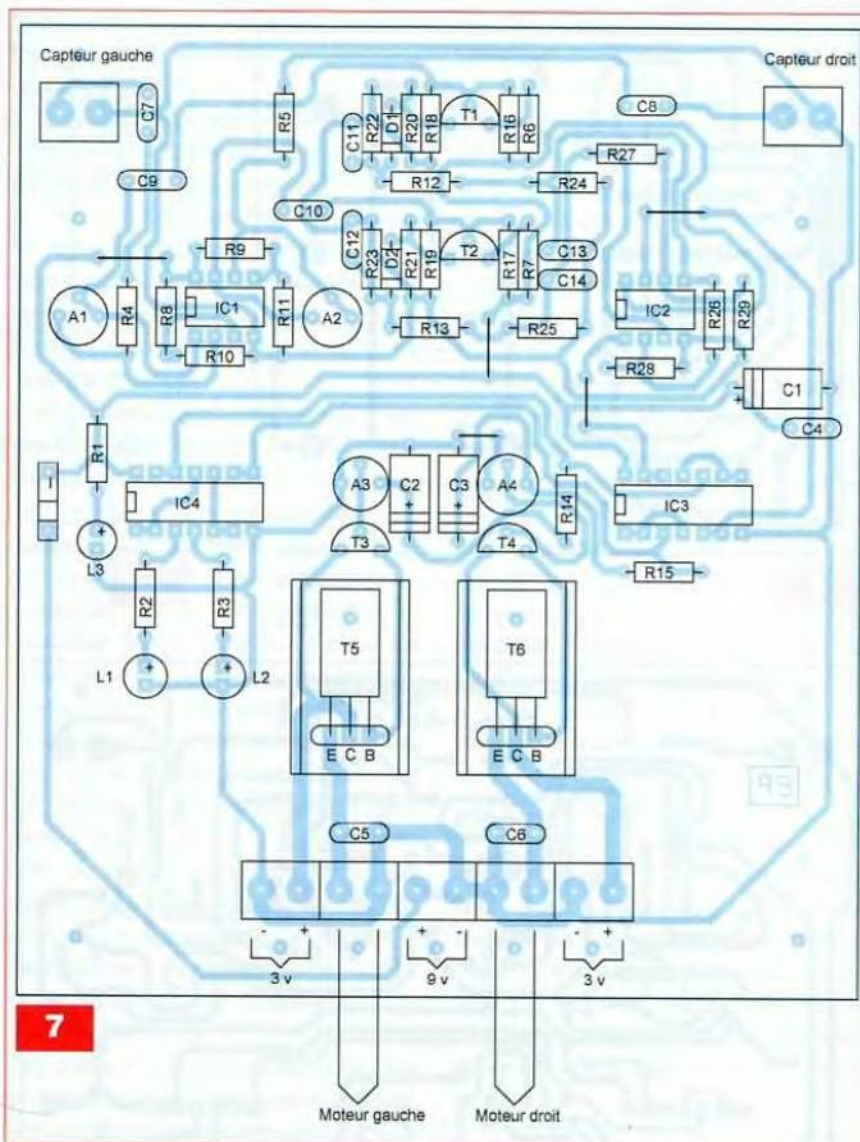 Capteur gauche
Capteur droit
C7
R5
C11
R22
D1
R20
R18
T1
R16
R6
C8
R27
C9
R12
R24
C10
C12
R23
D2
R21
R19
T2
R17
R7
C13
C14
R9
A1
R4
R8
IC1
R11
A2
R10
R13
R25
IC2
R26
R29
R28
C1
+
C4
R1
IC4
A3
C2
+
C3
+
A4
R14
IC3
L3
+
T3
T4
R15
R2
R3
L1
+
+
L2
T5
T6
E C B
E C B
93
C5
C6
- +
+ -
- +
3 v
9 v
3 v
7
Moteur gauche
Moteur droit